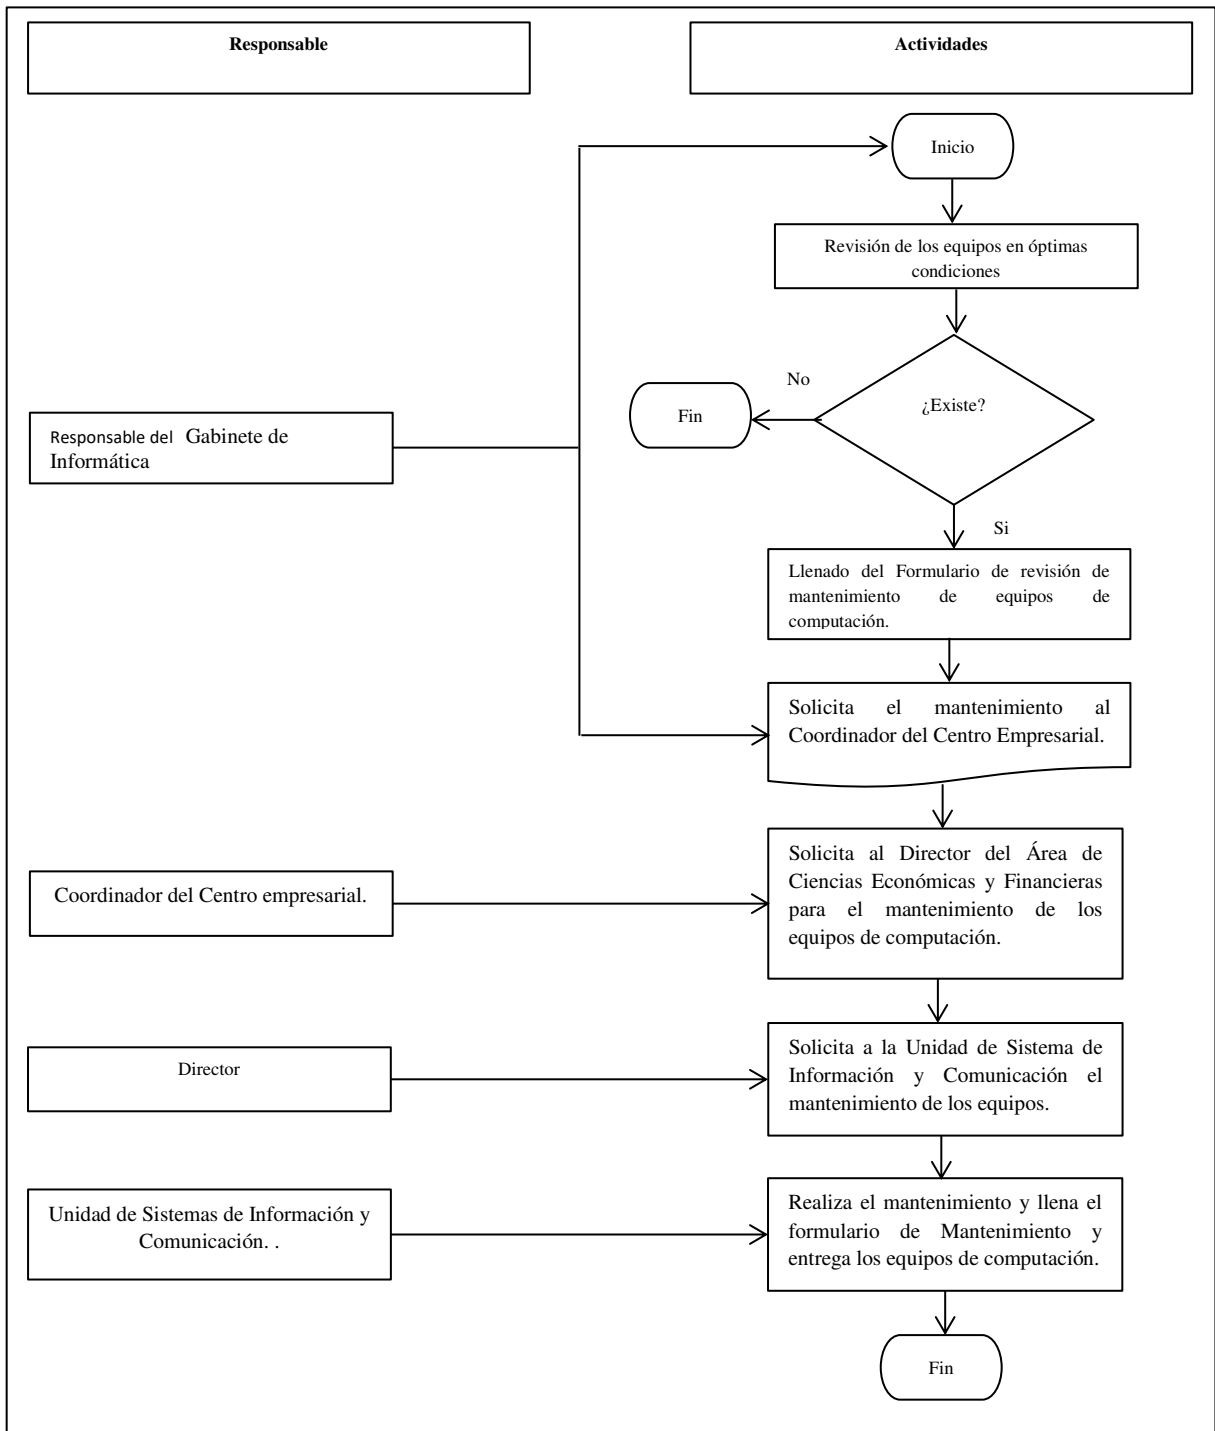 Responsable
Actividades
Inicio
Revisión de los equipos en óptimas
condiciones
¿Existe?
No
Fin
Responsable del Gabinete de
Informática
Si
Llenado del Formulario de revisión de
mantenimiento de equipos de
computación.
Solicita el mantenimiento al
Coordinador del Centro Empresarial.
Coordinador del Centro empresarial.
Solicita al Director del Área de
Ciencias Económicas y Financieras
para el mantenimiento de los
equipos de computación.
Director
Solicita a la Unidad de Sistema de
Información y Comunicación el
mantenimiento de los equipos.
Unidad de Sistemas de Información y
Comunicación. .
Realiza el mantenimiento y llena el
formulario de Mantenimiento y
entrega los equipos de computación.
Fin